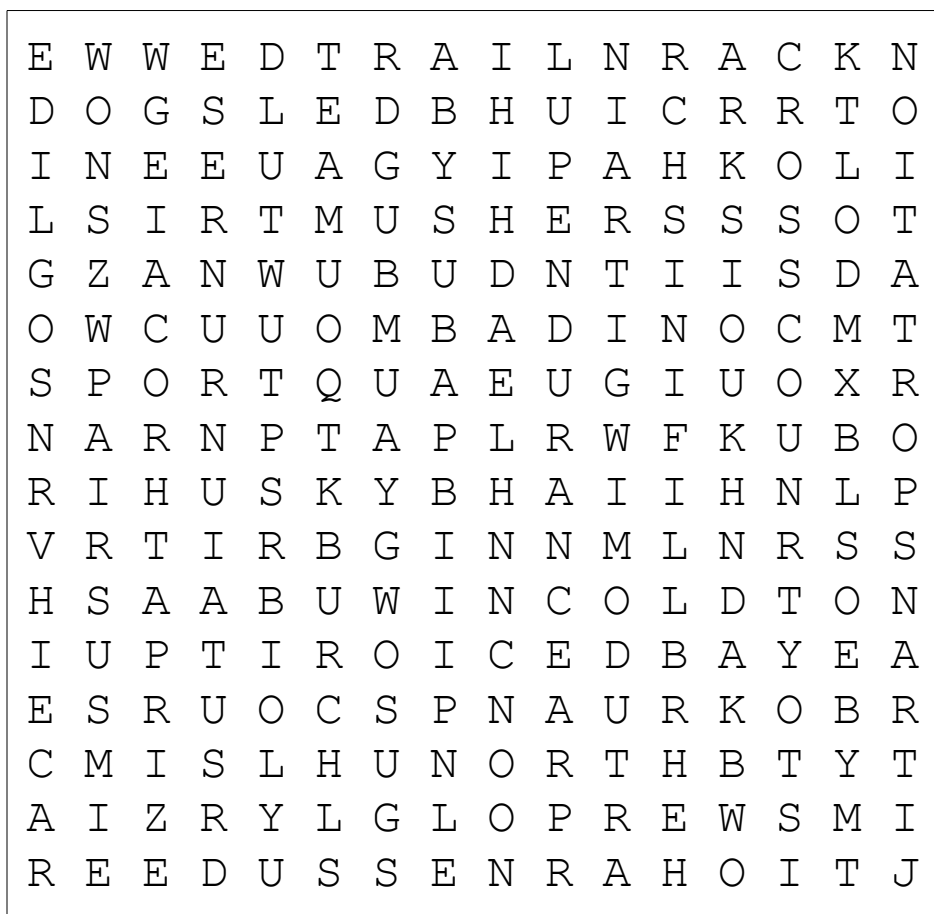 E W W E D T R A I L N R A C K N
D O G S L E D B H U I C R R T O
I N E E U A G Y I P A H K O L I
L S I R T M U S H E R S S S O T
G Z A N W U B U D N T I I S D A
O W C U U O M B A D I N O C M T
S P O R T Q U A E U G I U O X R
N A R N P T A P L R W F K U B O
R I H U S K Y B H A I I H N L P
V R T I R B G I N N M L N R S S
H S A A B U W I N C O L D T O N
I U P T I R O I C E D B A Y E A
E S R U O C S P N A U R K O B R
C M I S L H U N O R T H B T Y T
A I Z R Y L G L O P R E W S M I
R E E D U S S E N R A H O I T J